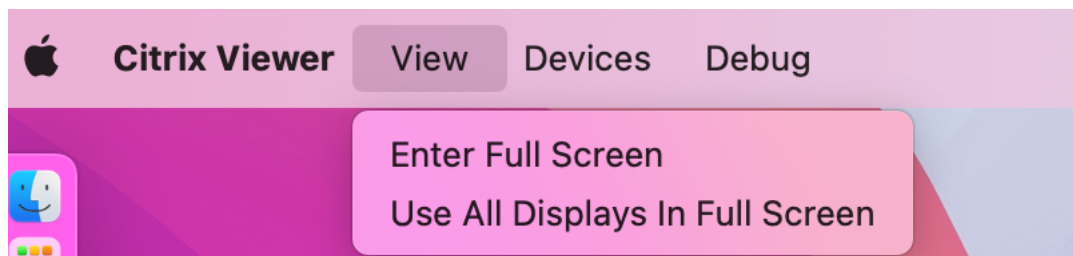 Citrix Viewer View Devices Debug
Enter Full Screen
Use All Displays In Full Screen